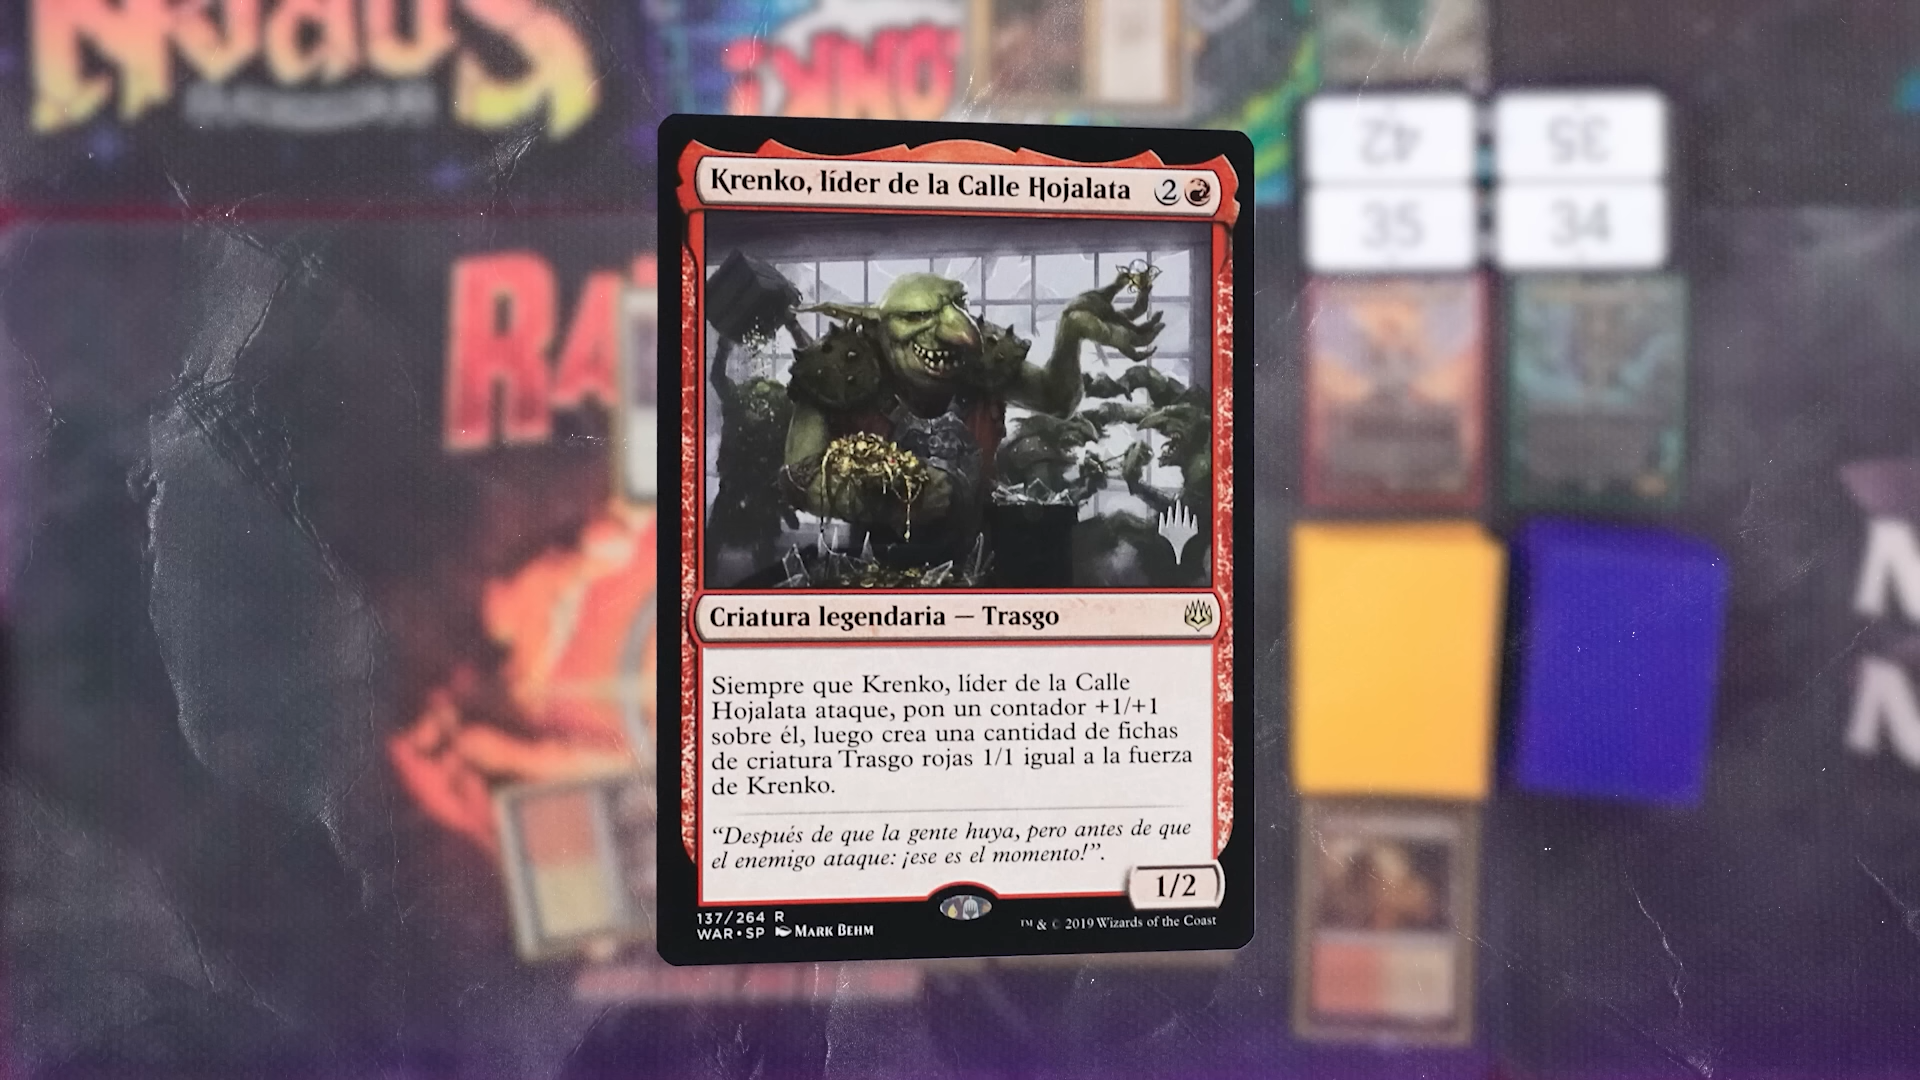 Krenko, líder de la Calle Hojalata 2
Criatura legendaria — Trasgo
Siempre que Krenko, líder de la Calle
Hojalata ataque, pon un contador +1/+1
sobre él, luego crea una cantidad de fichas
de criatura Trasgo rojas 1/1 igual a la fuerza
de Krenko.
“Después de que la gente huya, pero antes de que
el enemigo ataque: ¡ese es el momento!”.
1/2
137/264 R
WAR • SP MARK BEHM
™ & © 2019 Wizards of the Coast
42 35
35 34